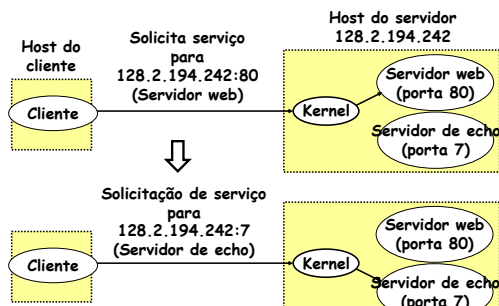 Host do servidor
128.2.194.242
Host do
cliente
Solicita serviço
para
128.2.194.242:80
(Servidor web)
Cliente
Kernel
Servidor web
(porta 80)
Servidor de echo
(porta 7)
Solicitação de serviço
para
128.2.194.242:7
(Servidor de echo)
Cliente
Kernel
Servidor web
(porta 80)
Servidor de echo
(porta 7)